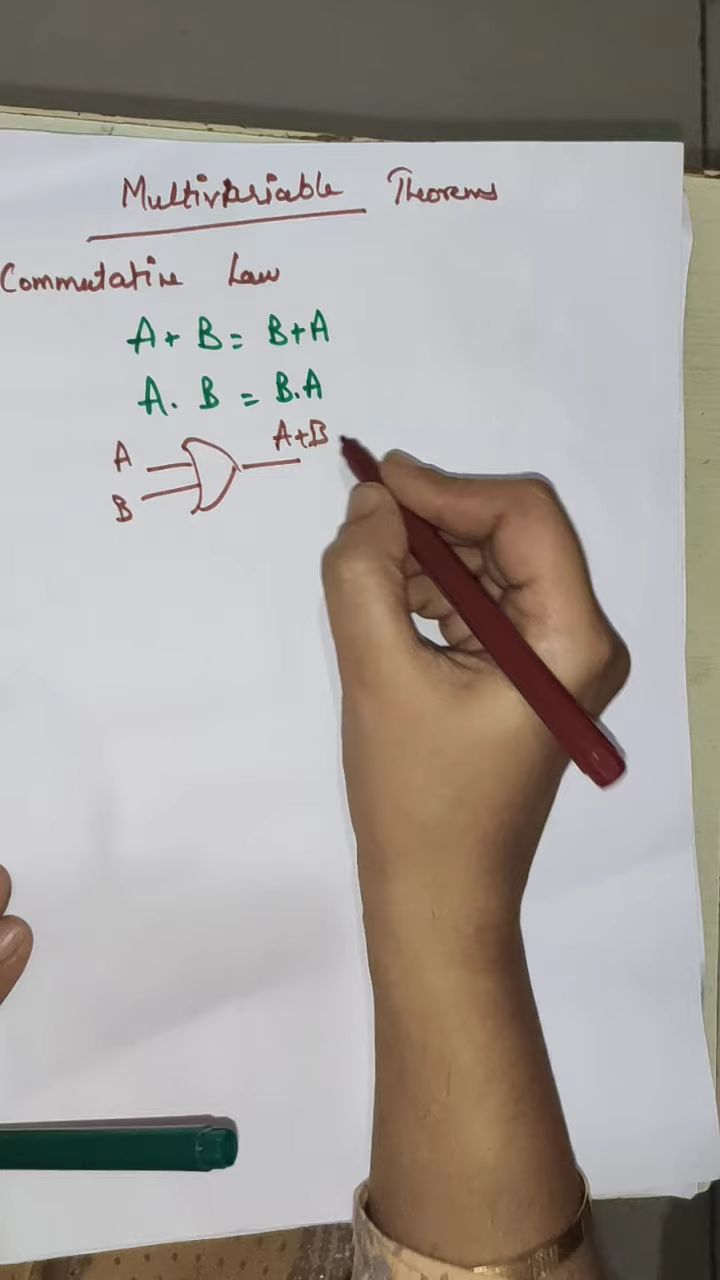 Multivariable Theorems
Commutative Law
A + B = B+A
A . B = B.A
A+B
A
B